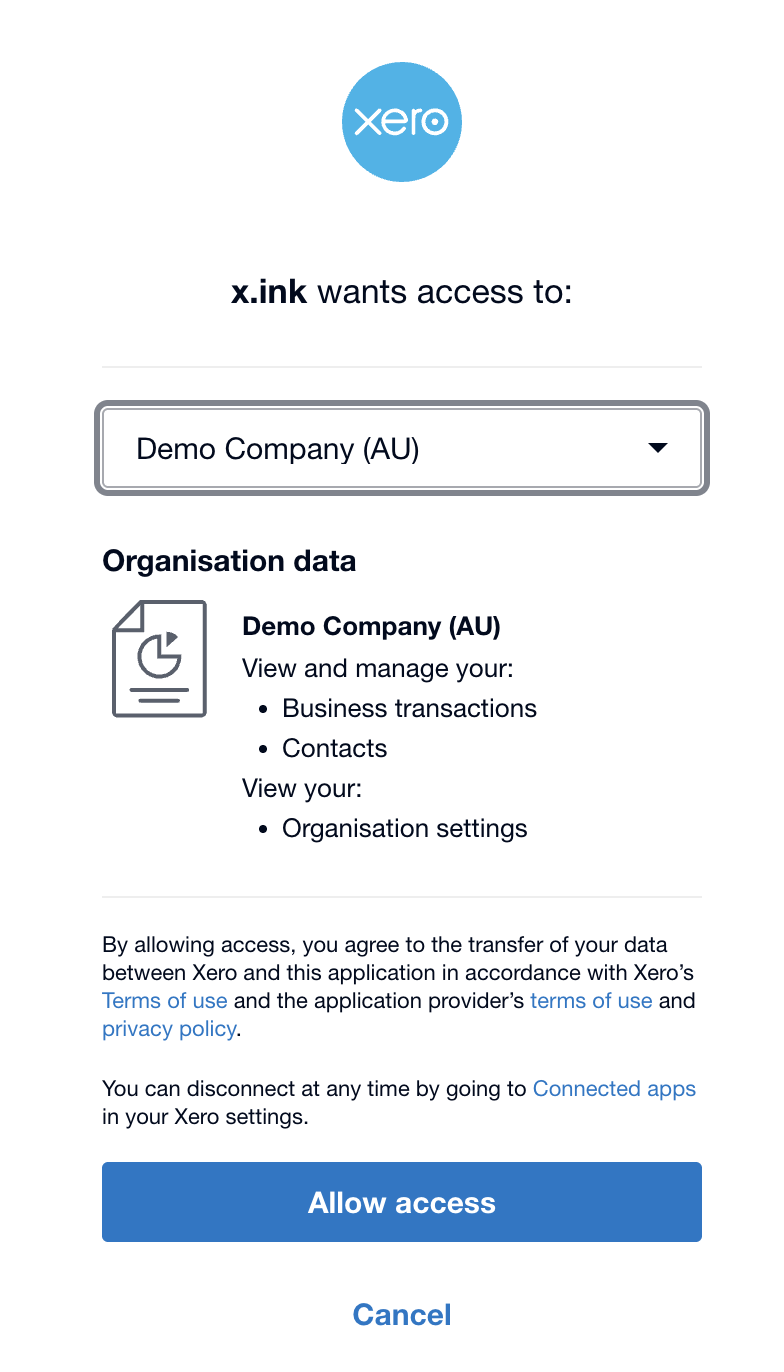 xero
x.ink wants access to:
Demo Company (AU)
Organisation data
Demo Company (AU)
View and manage your:
• Business transactions
• Contacts
View your:
• Organisation settings
By allowing access, you agree to the transfer of your data
between Xero and this application in accordance with Xero’s
Terms of use and the application provider’s terms of use and
privacy policy.
You can disconnect at any time by going to Connected apps
in your Xero settings.
Allow access
Cancel